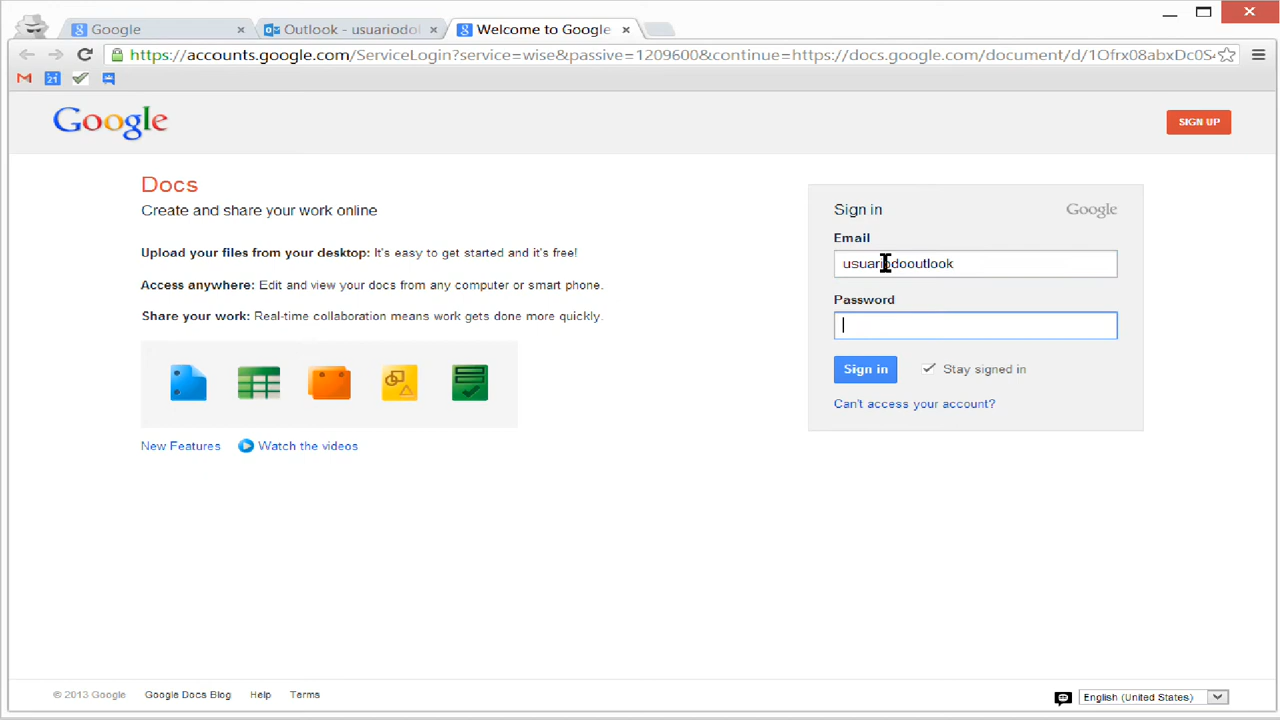 Google
Outlook - usuariodo
Welcome to Google
https://accounts.google.com/ServiceLogin?service=wise&passive=1209600&continue=https://docs.google.com/document/d/1Ofrx08abxDc0S
21
Google
SIGN UP
Docs
Create and share your work online
Upload your files from your desktop: It's easy to get started and it's free!
Access anywhere: Edit and view your docs from any computer or smart phone.
Share your work: Real-time collaboration means work gets done more quickly.
New Features
Watch the videos
Sign in
Google
Email
usuariodooutlook
Password
Sign in
Stay signed in
Can't access your account?
© 2013 Google
Google Docs Blog
Help
Terms
English (United States)